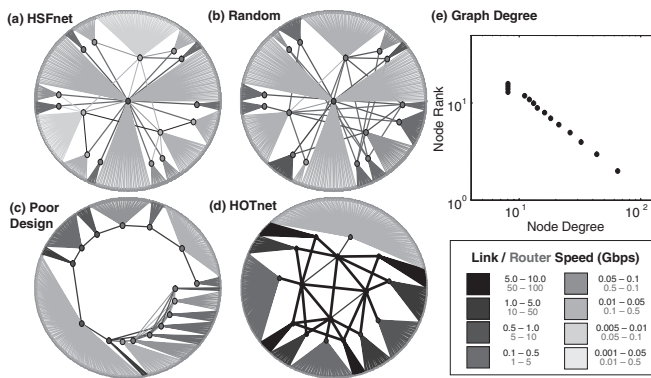 (a) HSFnet
(b) Random
(e) Graph Degree
10¹
10⁰
Node Rank
10¹
10²
Node Degree
(c) Poor
Design
(d) HOTnet
Link / Router Speed (Gbps)
5.0 – 10.0
50 – 100
0.05 – 0.1
0.5 – 0.1
1.0 – 5.0
10 – 50
0.01 – 0.05
0.1 – 0.5
0.5 – 1.0
5 – 10
0.005 – 0.01
0.05 – 0.1
0.1 – 0.5
1 – 5
0.001 – 0.05
0.01 – 0.5